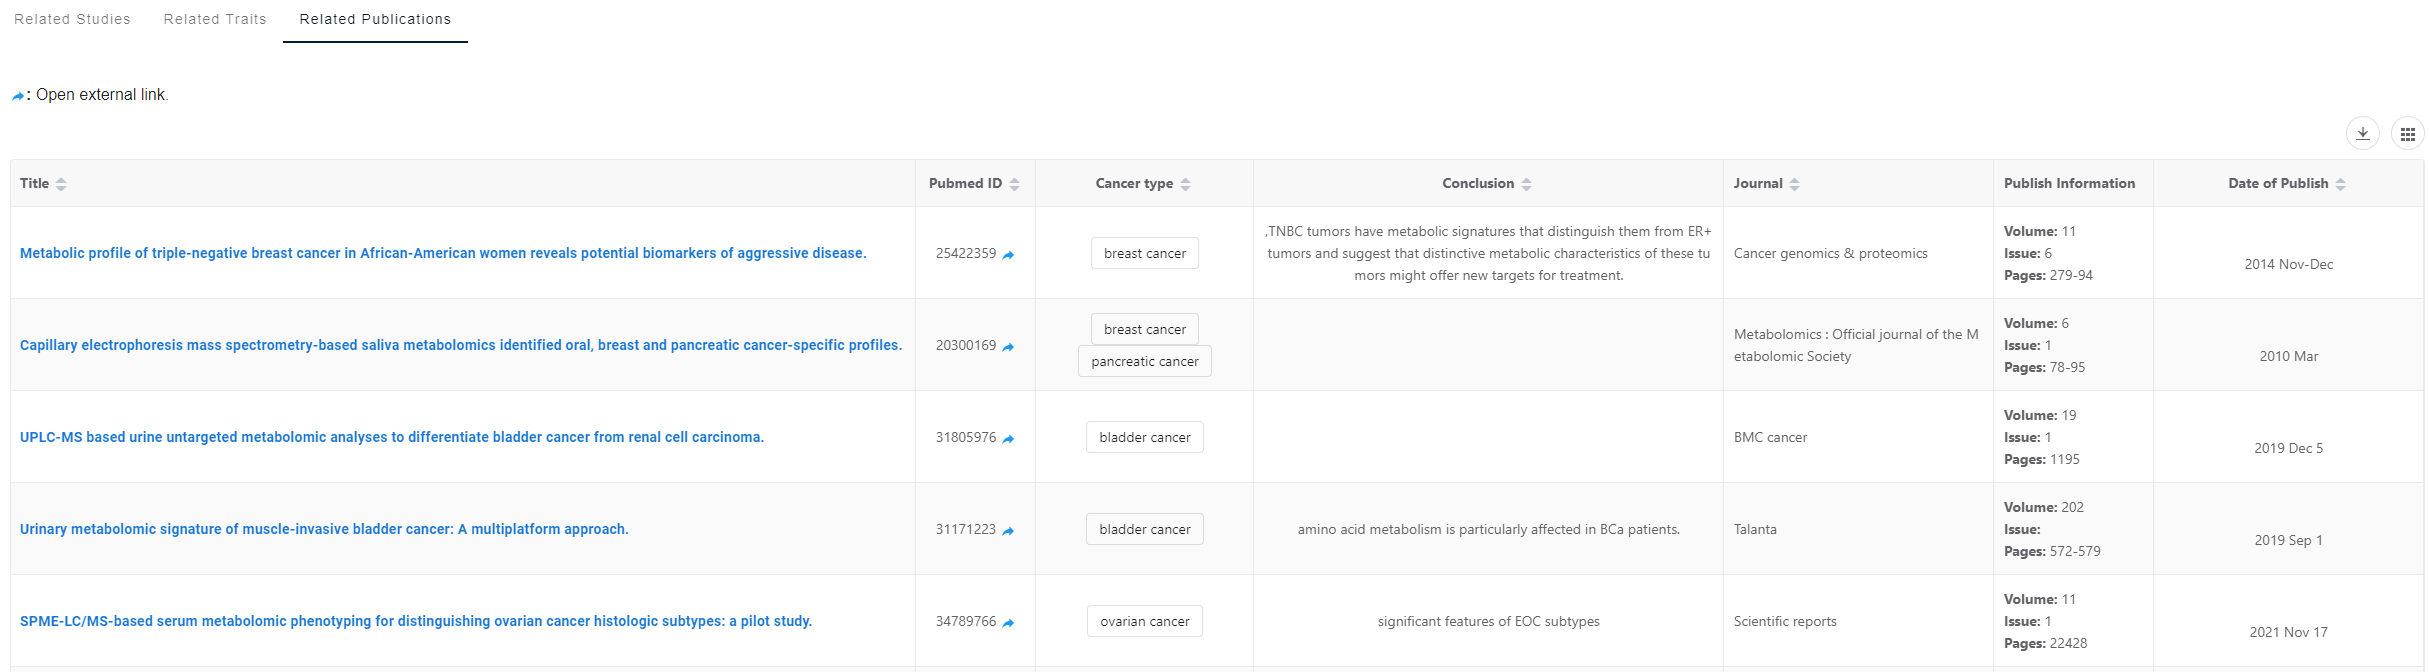 Related Studies Related Traits Related Publications
: Open external link.
Title Pubmed ID Cancer type Conclusion Journal Publish Information Date of Publish
Metabolic profile of triple-negative breast cancer in African-American women reveals potential biomarkers of aggressive disease.
25422359
breast cancer
,TNBC tumors have metabolic signatures that distinguish them from ER+
tumors and suggest that distinctive metabolic characteristics of these tu
mors might offer new targets for treatment.
Cancer genomics & proteomics
Volume: 11
Issue: 6
Pages: 279-94
2014 Nov-Dec
Capillary electrophoresis mass spectrometry-based saliva metabolomics identified oral, breast and pancreatic cancer-specific profiles.
20300169
breast cancer
pancreatic cancer
Metabolomics : Official journal of the M
etabolomic Society
Volume: 6
Issue: 1
Pages: 78-95
2010 Mar
UPLC-MS based urine untargeted metabolomic analyses to differentiate bladder cancer from renal cell carcinoma.
31805976
bladder cancer
BMC cancer
Volume: 19
Issue: 1
Pages: 1195
2019 Dec 5
Urinary metabolomic signature of muscle-invasive bladder cancer: A multiplatform approach.
31171223
bladder cancer
amino acid metabolism is particularly affected in BCa patients.
Talanta
Volume: 202
Issue:
Pages: 572-579
2019 Sep 1
SPME-LC/MS-based serum metabolomic phenotyping for distinguishing ovarian cancer histologic subtypes: a pilot study.
34789766
ovarian cancer
significant features of EOC subtypes
Scientific reports
Volume: 11
Issue: 1
Pages: 22428
2021 Nov 17